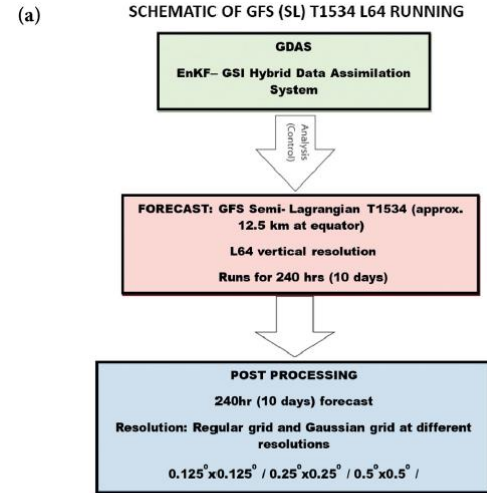 (a)
SCHEMATIC OF GFS (SL) T1534 L64 RUNNING
GDAS
EnKF– GSI Hybrid Data Assimilation
System
Analysis
(Control)
FORECAST: GFS Semi- Lagrangian T1534 (approx.
12.5 km at equator)
L64 vertical resolution
Runs for 240 hrs (10 days)
POST PROCESSING
240hr (10 days) forecast
Resolution: Regular grid and Gaussian grid at different
resolutions
0.125°x0.125° / 0.25°x0.25° / 0.5°x0.5° /